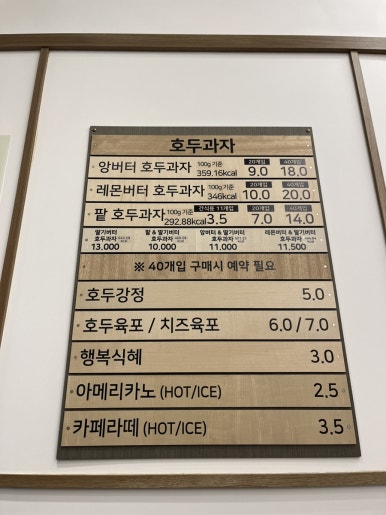 호두과자
앙버터 호두과자 100g 기준 359.16kcal 20개입 9.0 40개입 18.0
레몬버터 호두과자 100g 기준 346kcal 20개입 10.0 40개입 20.0
팥 호두과자 100g 기준 292.88kcal 간식용 11개입 3.5 20개입 7.0 40개입 14.0
딸기버터 호두과자 13.000
팥 & 딸기버터 호두과자 10.000
앙버터 & 딸기버터 호두과자 11.000
레몬버터 & 딸기버터 호두과자 11.500
※ 40개입 구매시 예약 필요
호두강정 5.0
호두육포 / 치즈육포 6.0 / 7.0
행복식혜 3.0
아메리카노 (HOT/ICE) 2.5
카페라떼 (HOT/ICE) 3.5